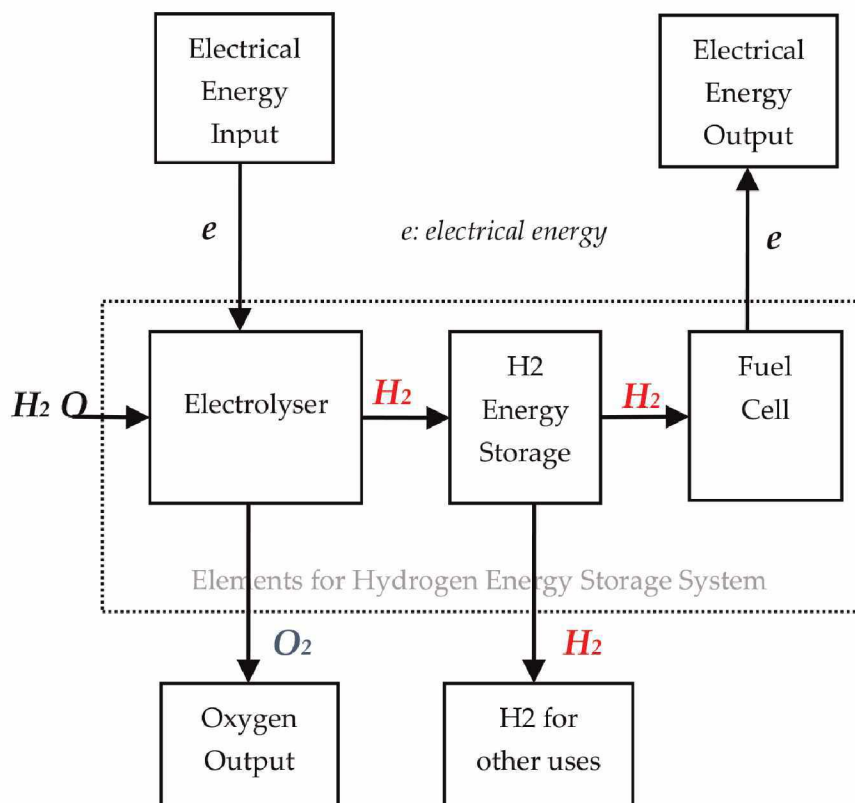 Electrical
Energy
Input
Electrical
Energy
Output
e
e: electrical energy
e
H2 O
Electrolyser
H2
H2
Energy
Storage
H2
Fuel
Cell
Elements for Hydrogen Energy Storage System
O2
H2
Oxygen
Output
H2 for
other uses